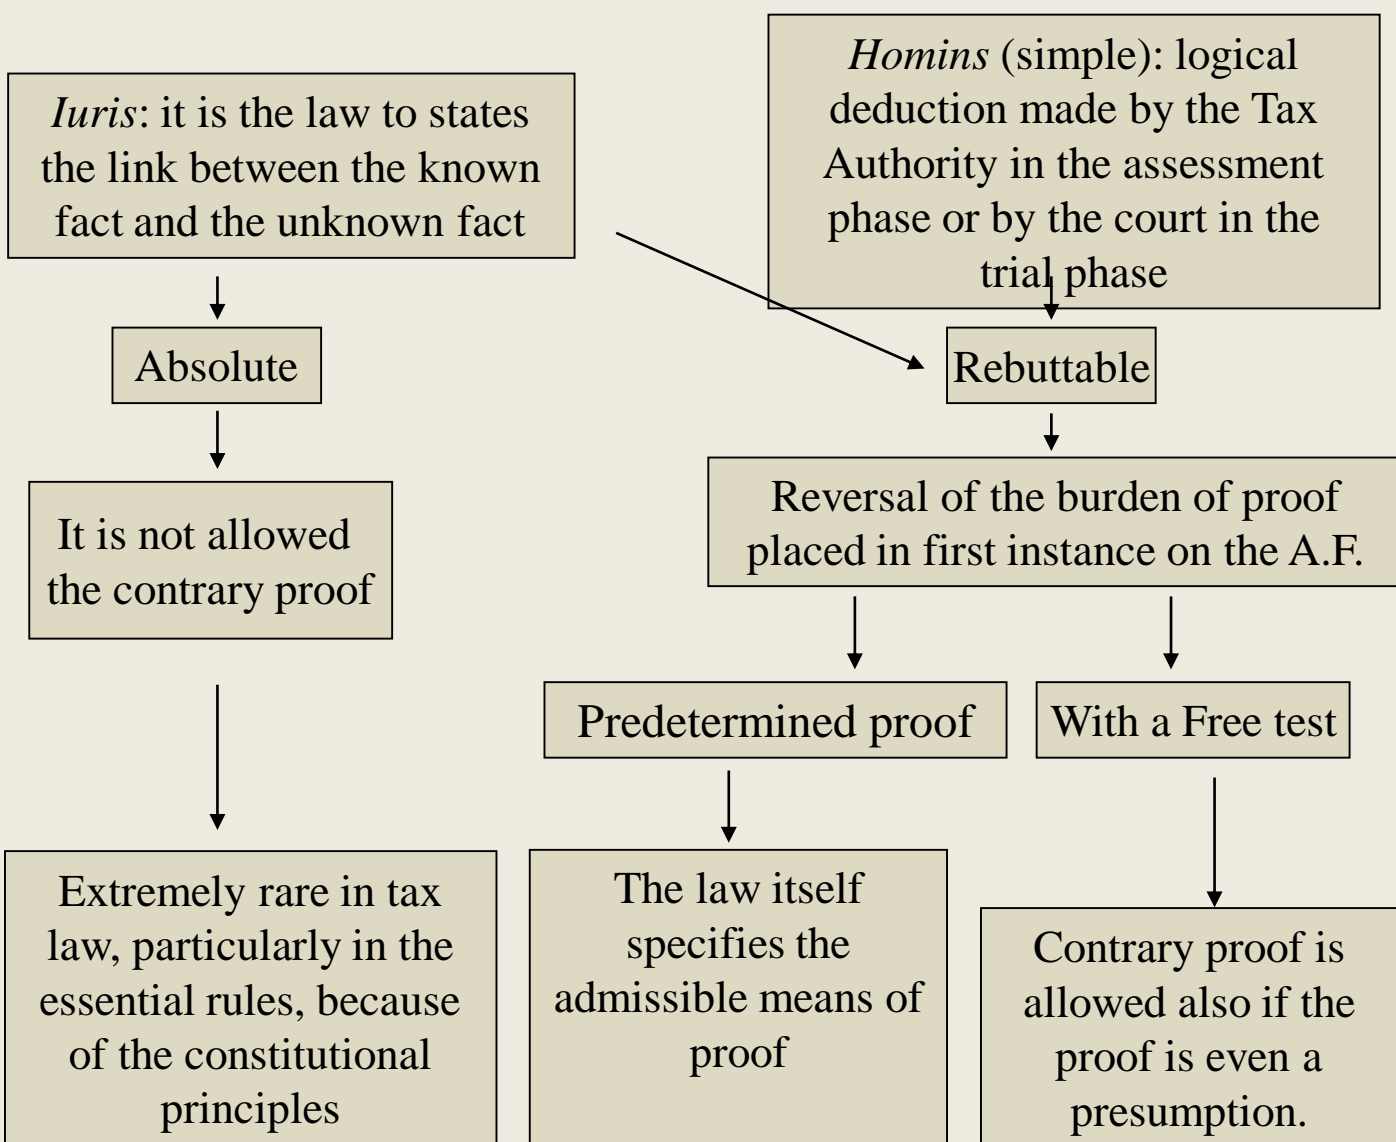 Iuris: it is the law to states
the link between the known
fact and the unknown fact
Homins (simple): logical
deduction made by the Tax
Authority in the assessment
phase or by the court in the
trial phase
Absolute
Rebuttable
It is not allowed
the contrary proof
Reversal of the burden of proof
placed in first instance on the A.F.
Predetermined proof
With a Free test
Extremely rare in tax
law, particularly in the
essential rules, because
of the constitutional
principles
The law itself
specifies the
admissible means of
proof
Contrary proof is
allowed also if the
proof is even a
presumption.